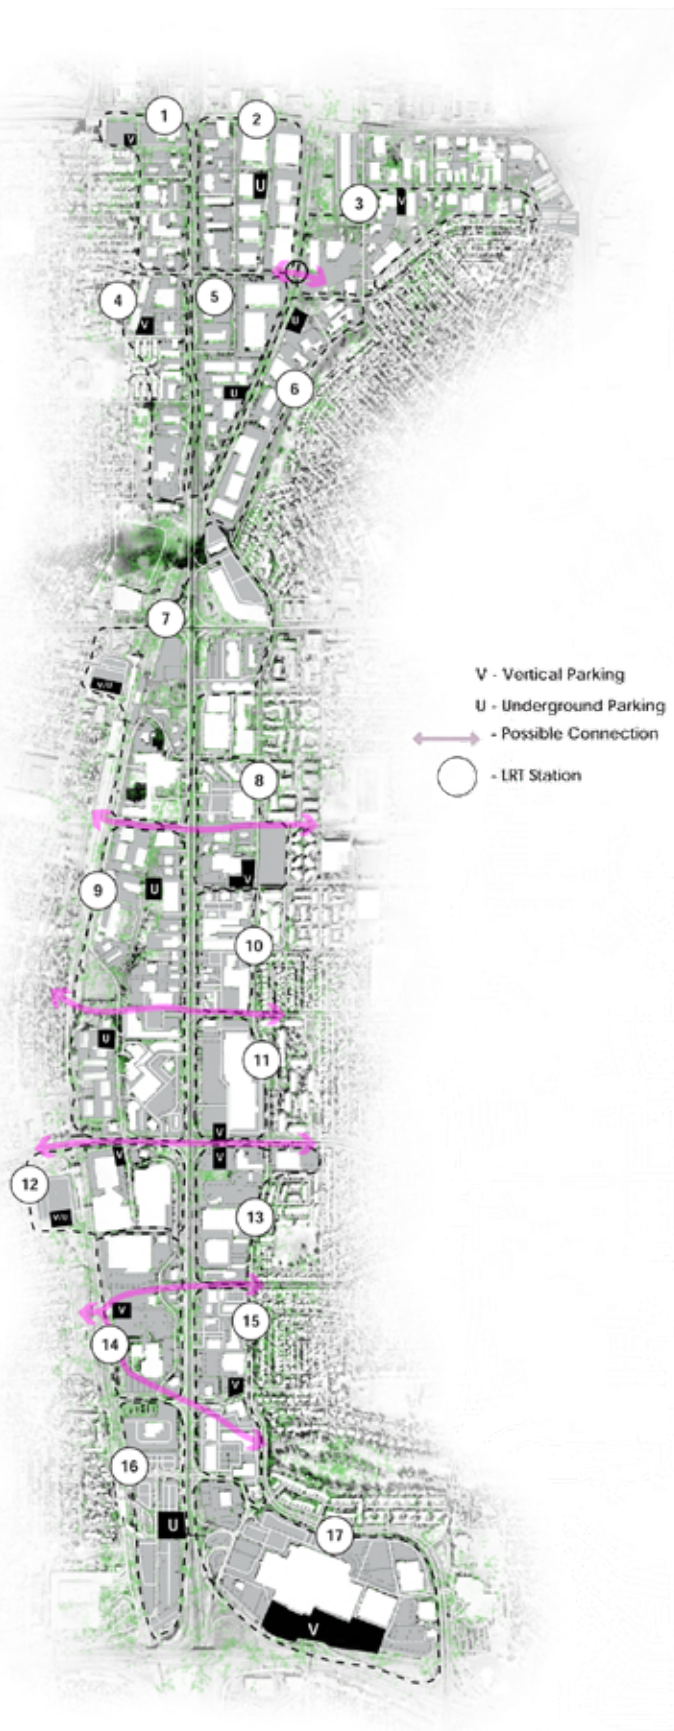 1
2
V
U
3
V
4
5
V
U
U
6
7
V/U
V - Vertical Parking
U - Underground Parking
- Possible Connection
- LRT Station
8
V
9
U
10
U
11
V
V
V
12
V/U
13
V
15
14
V
16
U
17
V